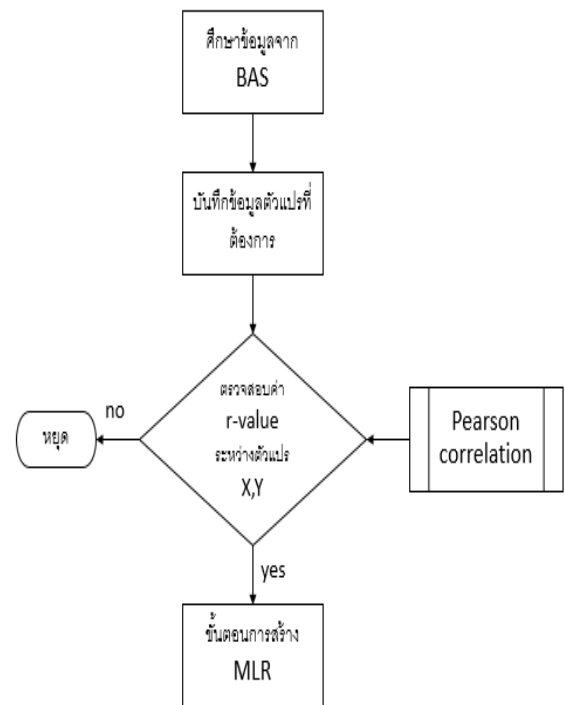 ศึกษาข้อมูลจาก
BAS
บันทึกข้อมูลตัวแปรที่
ต้องการ
ตรวจสอบค่า
r-value
ระหว่างตัวแปร
X,Y
no
หยุด
Pearson
correlation
yes
ขั้นตอนการสร้าง
MLR